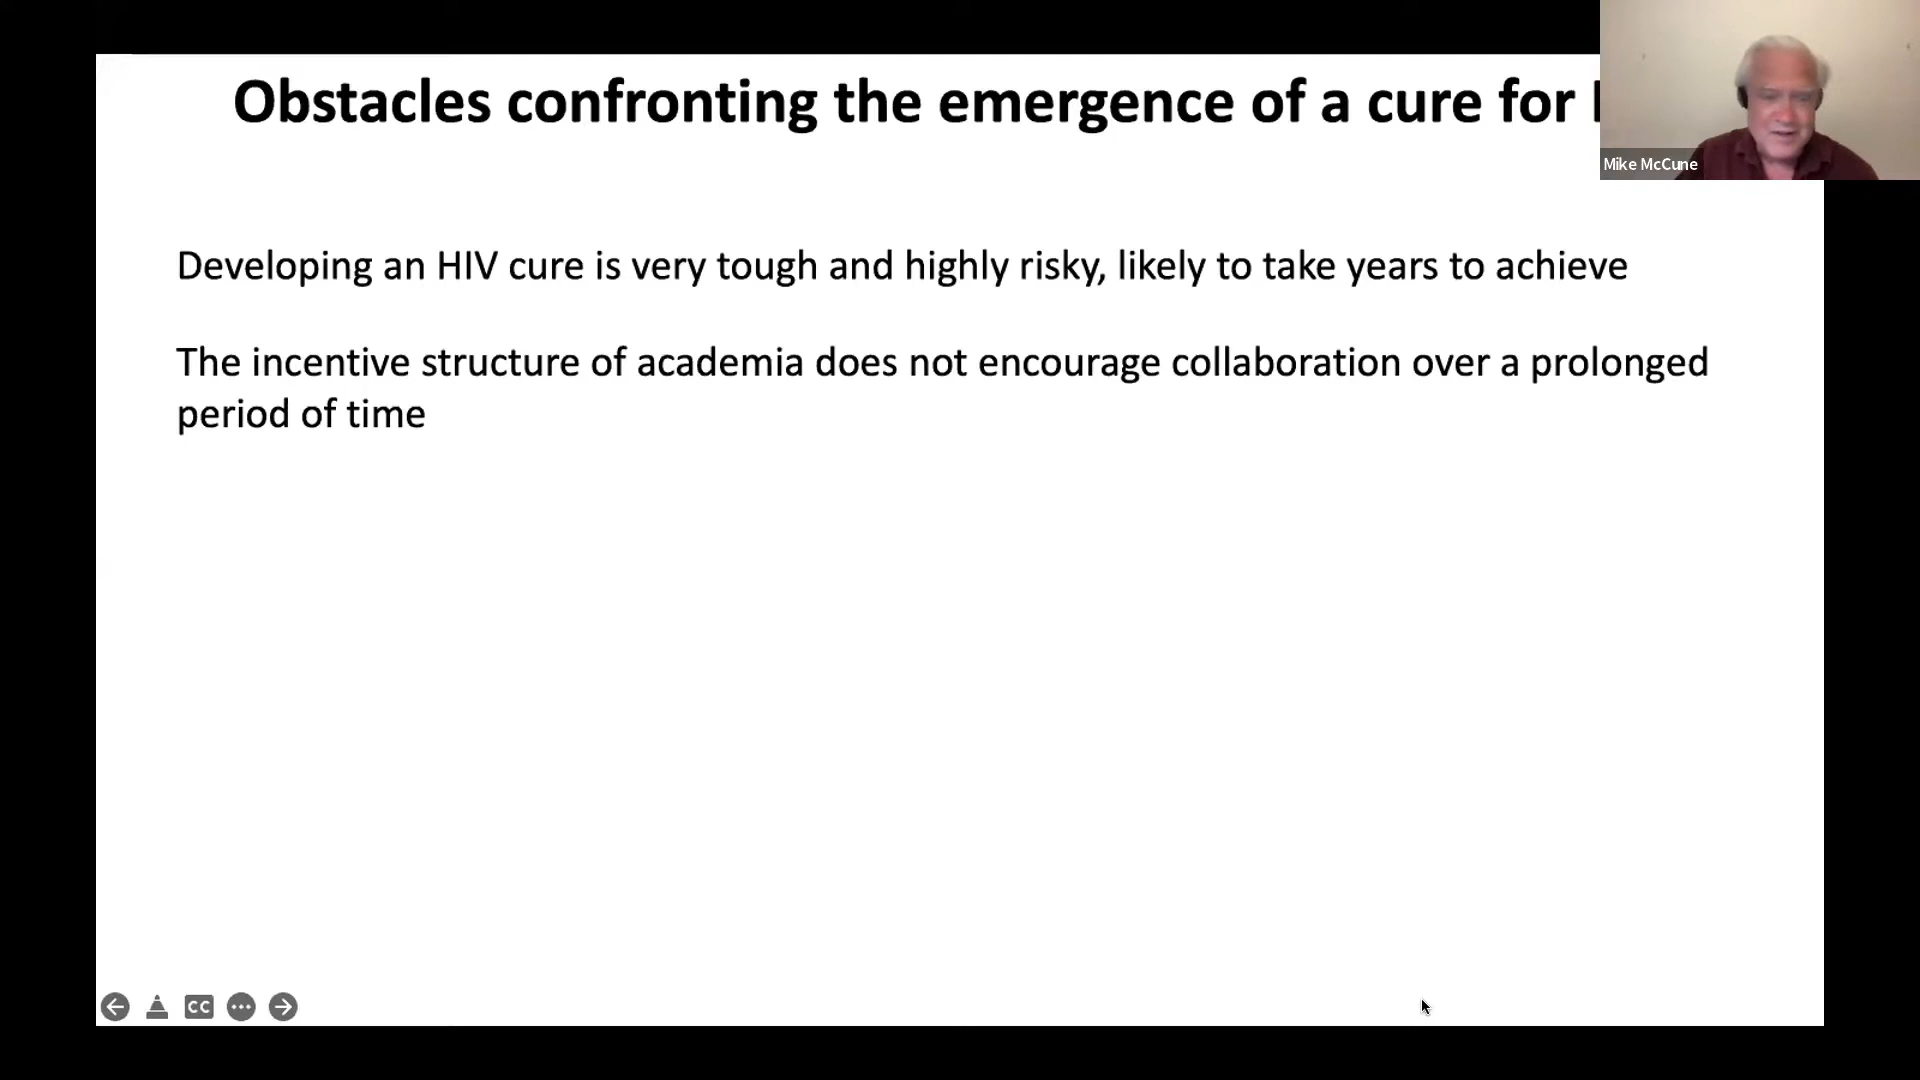 Obstacles confronting the emergence of a cure for
Mike McCune
Developing an HIV cure is very tough and highly risky, likely to take years to achieve
The incentive structure of academia does not encourage collaboration over a prolonged
period of time
CC